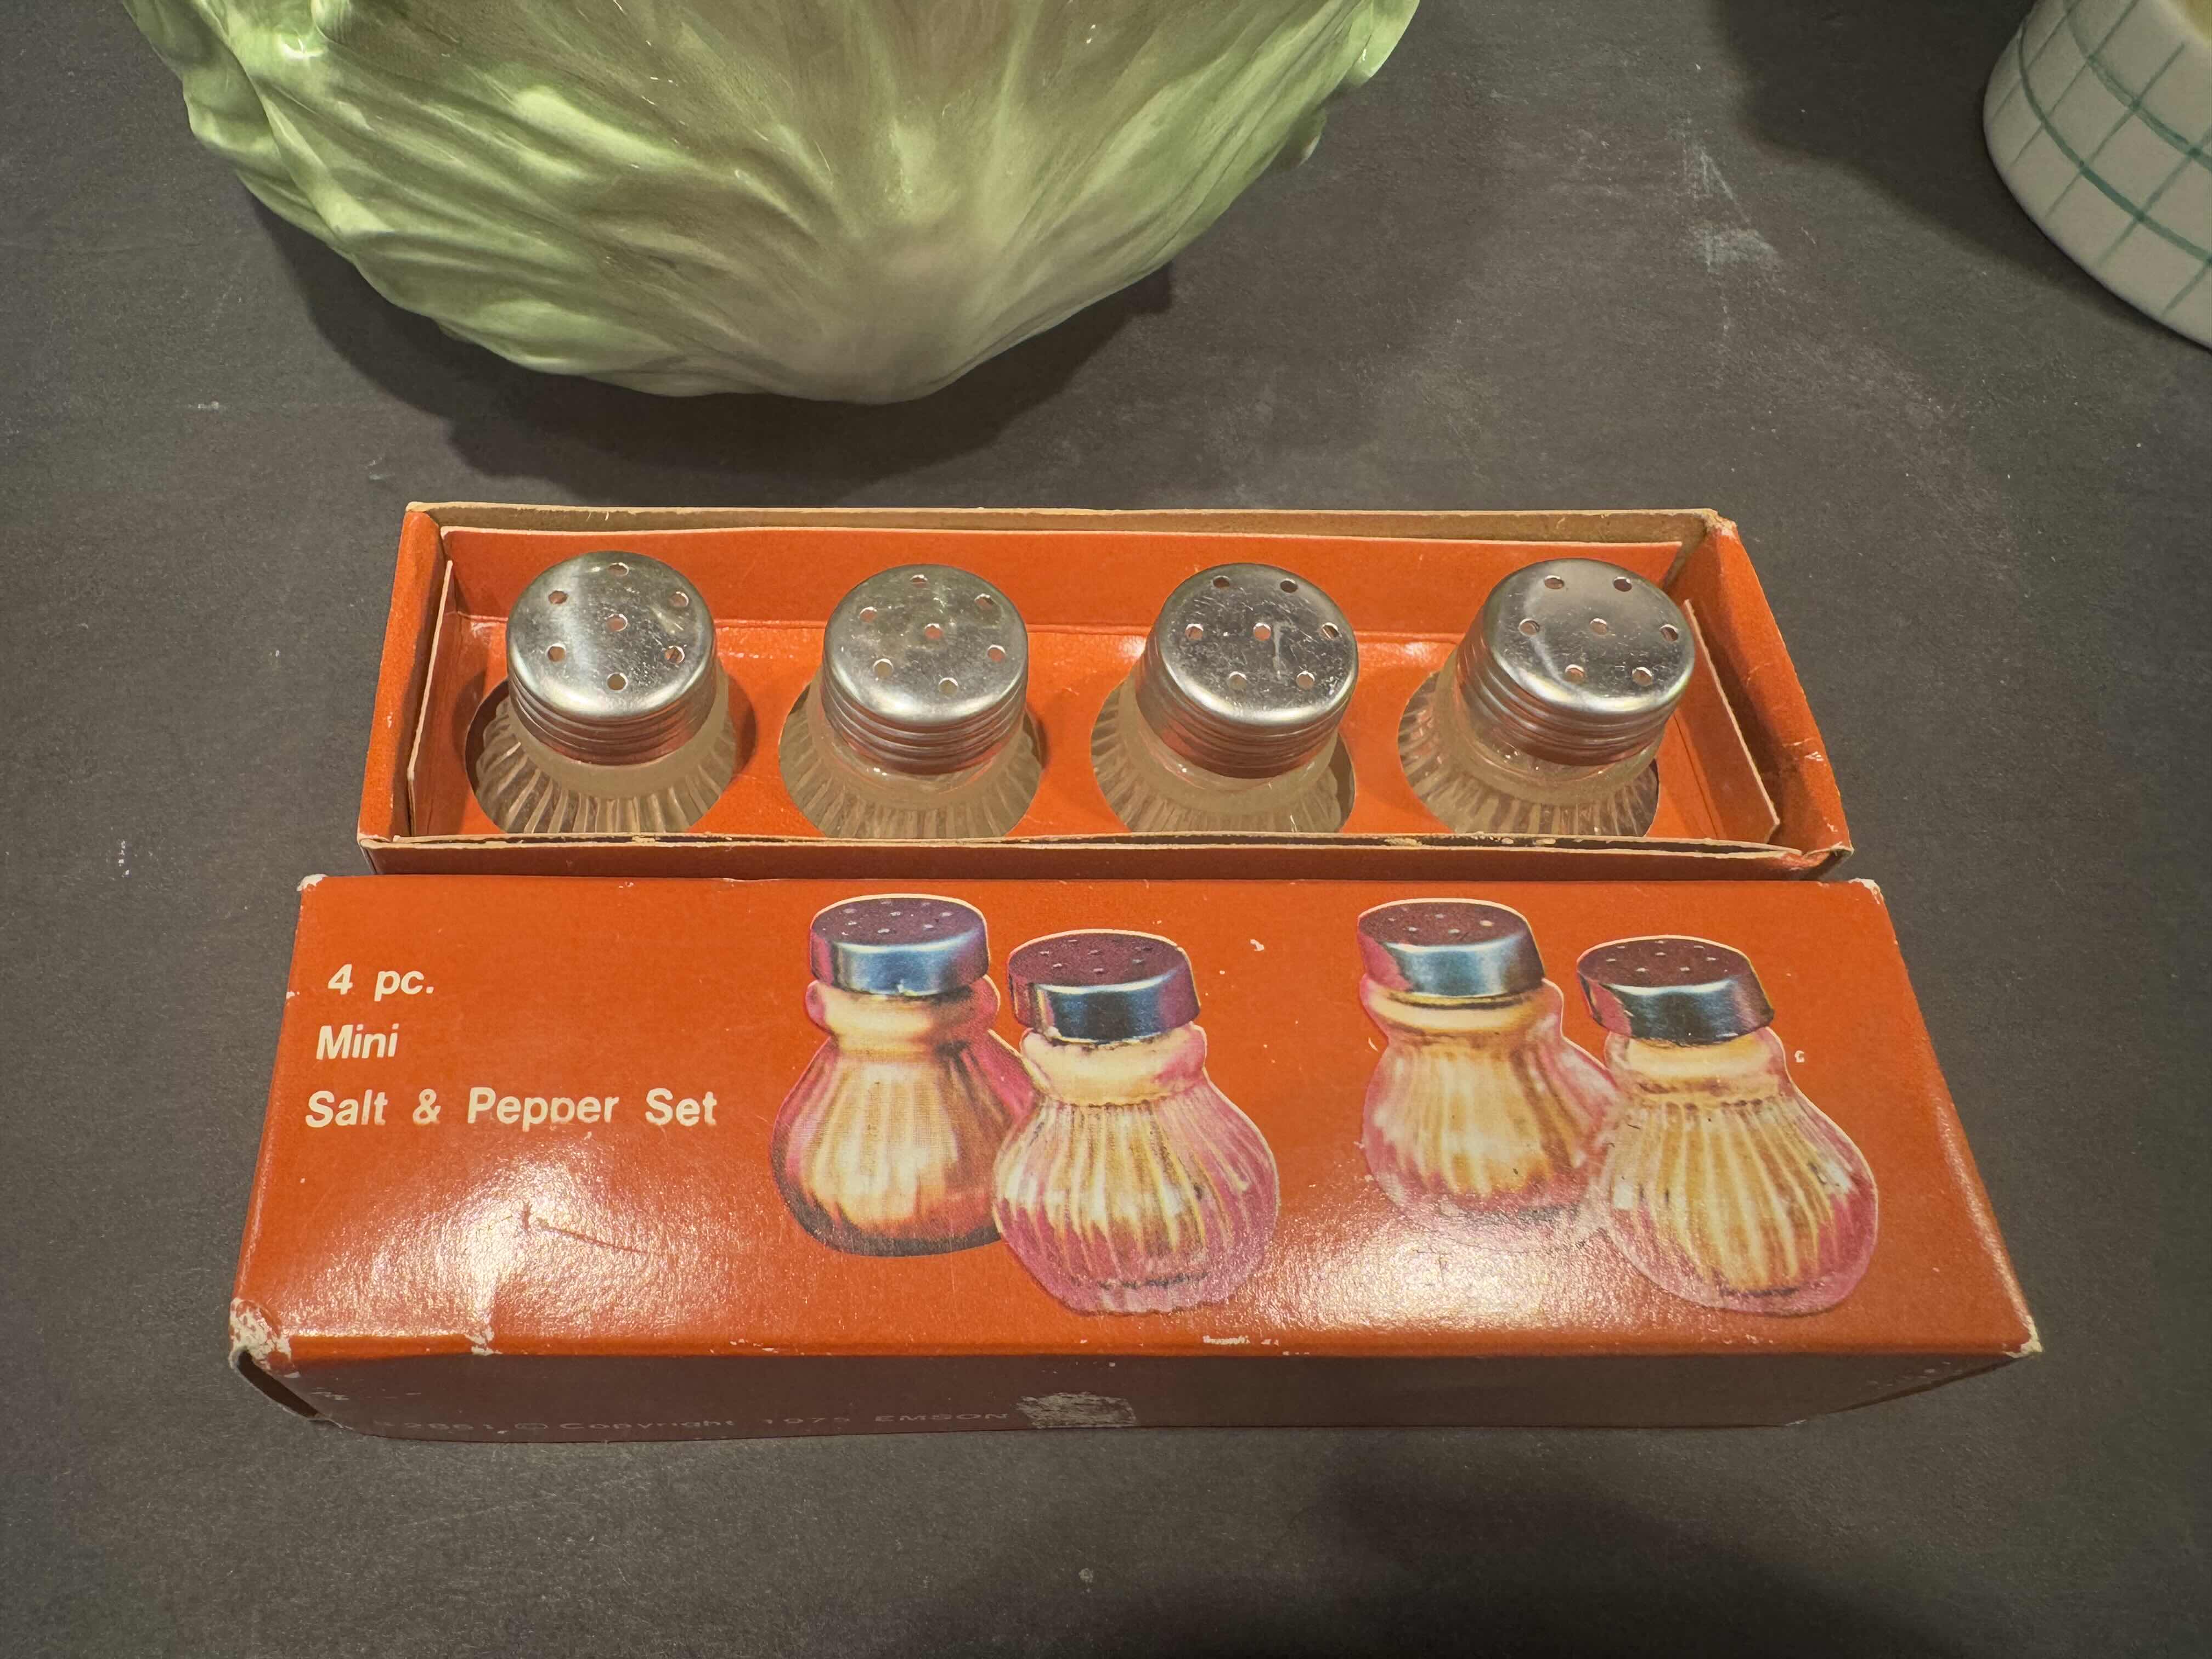 4 pc.
Mini
Salt & Pepper Set
© Copyright 1975 EMSON